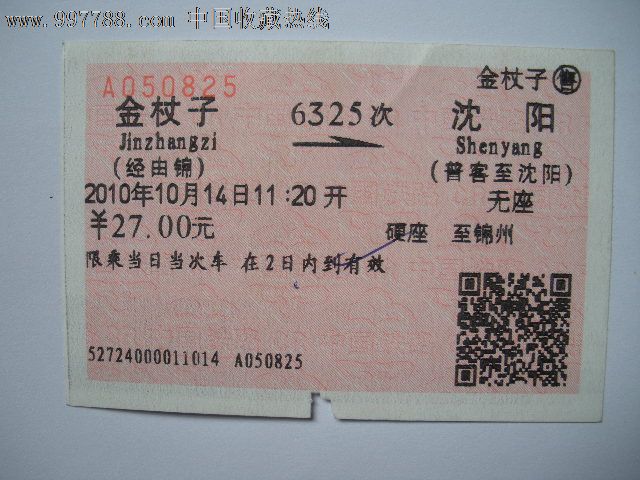 www.997788.com 中国收藏热线
金杖子 售
A050825
金杖子 6325次 沈阳
Jinzhangzi Shenyang
(经由锦) (普客至沈阳)
2010年10月14日11:20开 无座
¥27.00元 硬座 至锦州
限乘当日当次车 在2日内到有效
52724000011014 A050825